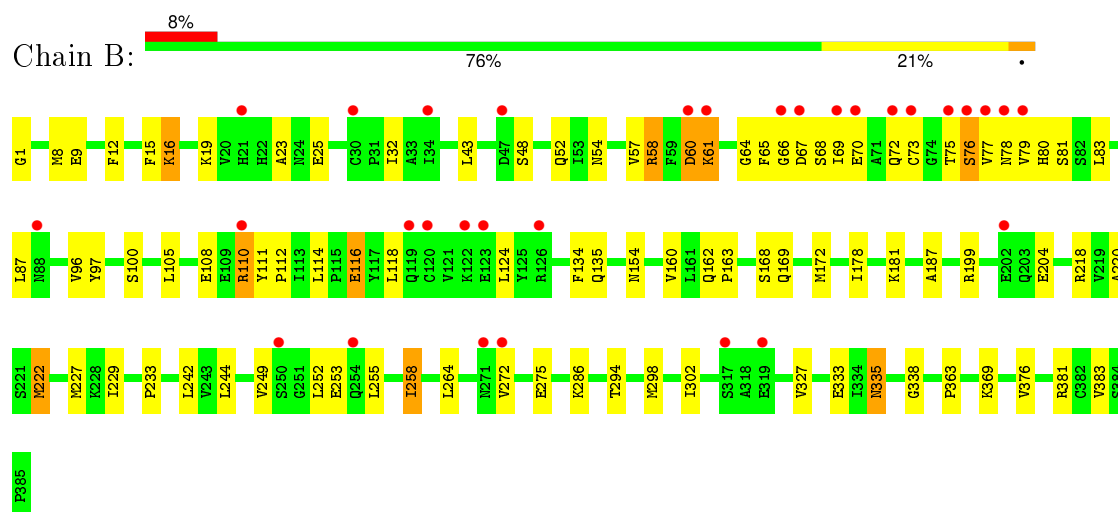 8%
Chain B:
76% 21% •
G1 M8 E9 F12 F15 K16 K19 V20 H21 H22 A23 N24 E25 C30 P31 I32 A33 I34 L43 D47 S48 Q52 I53 N54 V57 R58 F59 D60 K61 G64 F65 G66 D67 S68 I69 E70 A71 Q72 C73 G74 T75 S76 V77 N78 V79 H80 S81 S82 L83
L87 N88 V96 Y97 S100 L105 E108 E109 R110 Y111 P112 I113 L114 P115 E116 Y117 L118 Q119 C120 V121 K122 E123 L124 Y125 R126 F134 Q135 N154 V160 L161 Q162 P163 S168 Q169 M172 I178 K181 A187 R199 E202 Q203 E204 R218 V219 A220
S221 M222 M227 K228 I229 P233 L242 V243 L244 V249 S250 G251 L252 E253 Q254 L255 I258 L264 N271 V272 E275 K286 T294 M298 I302 S317 A318 E319 V327 E333 I334 N335 G338 P363 K369 V376 R381 C382 V383 S384
P385